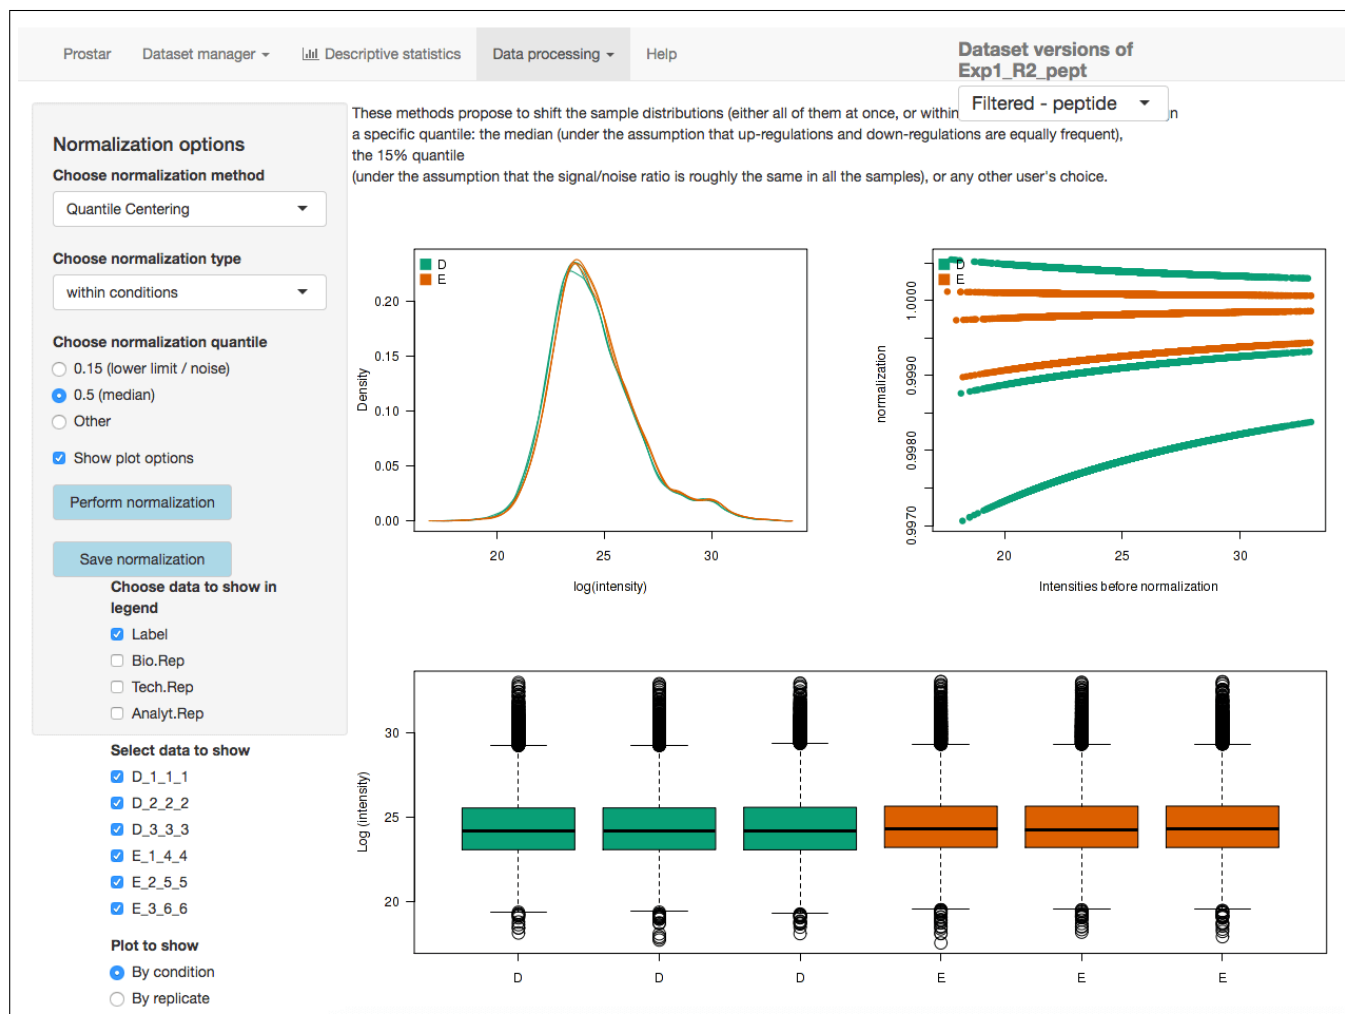 Prostar
Dataset manager
Descriptive statistics
Data processing
Help
Dataset versions of
Exp1_R2_pept
Filtered - peptide
These methods propose to shift the sample distributions (either all of them at once, or within
n
a specific quantile: the median (under the assumption that up-regulations and down-regulations are equally frequent),
the 15% quantile
(under the assumption that the signal/noise ratio is roughly the same in all the samples), or any other user's choice.
Normalization options
Choose normalization method
Quantile Centering
Choose normalization type
within conditions
Choose normalization quantile
0.15 (lower limit / noise)
0.5 (median)
Other
Show plot options
Perform normalization
Save normalization
Choose data to show in
legend
Label
Bio.Rep
Tech.Rep
Analyt.Rep
Select data to show
D_1_1_1
D_2_2_2
D_3_3_3
E_1_4_4
E_2_5_5
E_3_6_6
Plot to show
By condition
By replicate
D
E
0.20
0.15
0.10
0.05
0.00
Density
20
25
30
log(intensity)
D
E
1.0000
0.9990
0.9980
0.9970
normalization
20
25
30
Intensities before normalization
30
25
20
Log (intensity)
D
D
D
E
E
E